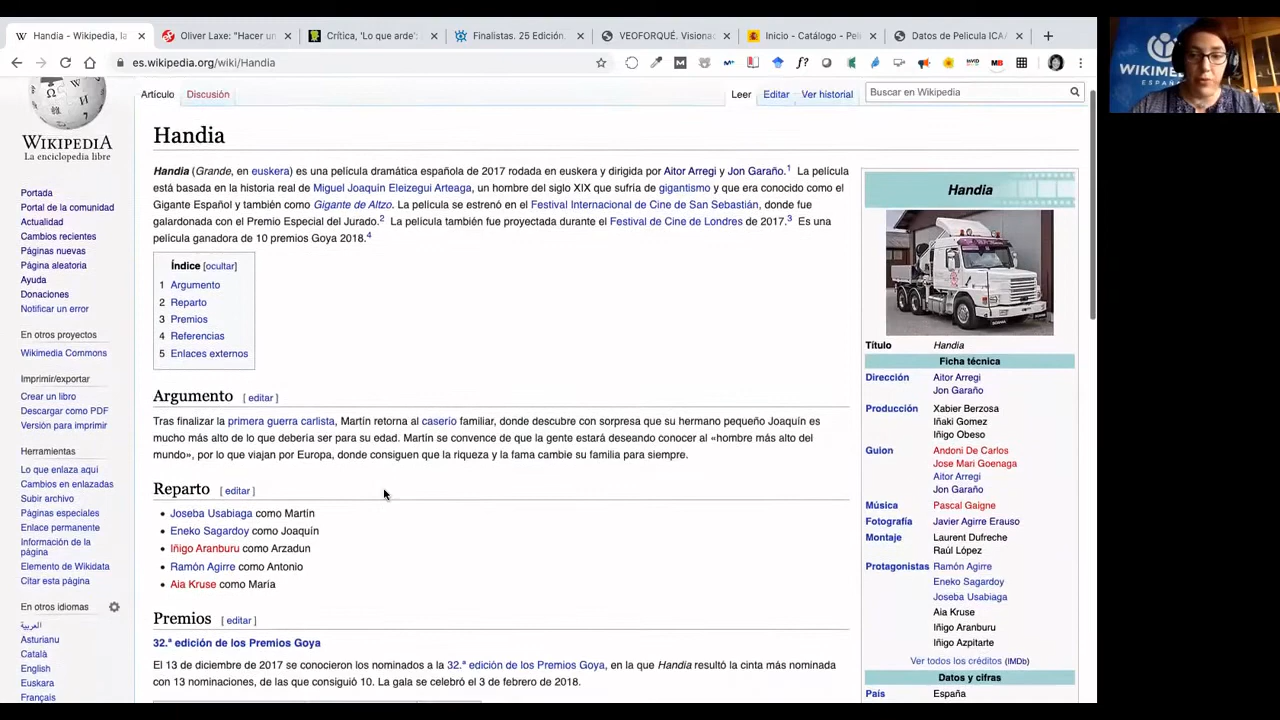 Handia - Wikipedia, la
Oliver Laxe: "Hacer un
Crítica, 'Lo que arde':
Finalistas. 25 Edición.
VEOFORQUÉ. Visiona
Inicio - Catálogo - Pelí
Datos de Película ICA
es.wikipedia.org/wiki/Handia
WIKIPEDIA
La enciclopedia libre
Portada
Portal de la comunidad
Actualidad
Cambios recientes
Páginas nuevas
Página aleatoria
Ayuda
Donaciones
Notificar un error
En otros proyectos
Wikimedia Commons
Imprimir/exportar
Crear un libro
Descargar como PDF
Versión para imprimir
Herramientas
Lo que enlaza aquí
Cambios en enlazadas
Subir archivo
Páginas especiales
Enlace permanente
Información de la
página
Elemento de Wikidata
Citar esta página
En otros idiomas
العربية
Asturianu
Català
English
Euskara
Français
Artículo
Discusión
Leer
Editar
Ver historial
Buscar en Wikipedia
Handia
Handia (Grande, en euskera) es una película dramática española de 2017 rodada en euskera y dirigida por Aitor Arregi y Jon Garaño.1 La película
está basada en la historia real de Miguel Joaquín Eleizegui Arteaga, un hombre del siglo XIX que sufría de gigantismo y que era conocido como el
Gigante Español y también como Gigante de Altzo. La película se estrenó en el Festival Internacional de Cine de San Sebastián, donde fue
galardonada con el Premio Especial del Jurado.2 La película también fue proyectada durante el Festival de Cine de Londres de 2017.3 Es una
película ganadora de 10 premios Goya 2018.4
Índice [ocultar]
1 Argumento
2 Reparto
3 Premios
4 Referencias
5 Enlaces externos
Argumento [ editar ]
Tras finalizar la primera guerra carlista, Martín retorna al caserío familiar, donde descubre con sorpresa que su hermano pequeño Joaquín es
mucho más alto de lo que debería ser para su edad. Martín se convence de que la gente estará deseando conocer al «hombre más alto del
mundo», por lo que viajan por Europa, donde consiguen que la riqueza y la fama cambie su familia para siempre.
Reparto [ editar ]
Joseba Usabiaga como Martín
Eneko Sagardoy como Joaquín
Iñigo Aranburu como Arzadun
Ramón Agirre como Antonio
Aia Kruse como María
Premios [ editar ]
32.ª edición de los Premios Goya
El 13 de diciembre de 2017 se conocieron los nominados a la 32.ª edición de los Premios Goya, en la que Handia resultó la cinta más nominada
con 13 nominaciones, de las que consiguió 10. La gala se celebró el 3 de febrero de 2018.
Handia
Título Handia
Ficha técnica
Dirección Aitor Arregi
Jon Garaño
Producción Xabier Berzosa
Iñaki Gomez
Iñigo Obeso
Guion Andoni De Carlos
Jose Mari Goenaga
Aitor Arregi
Jon Garaño
Música Pascal Gaigne
Fotografía Javier Agirre Erauso
Montaje Laurent Dufreche
Raúl López
Protagonistas Ramón Agirre
Eneko Sagardoy
Joseba Usabiaga
Aia Kruse
Iñigo Aranburu
Iñigo Azpitarte
Ver todos los créditos (IMDb)
Datos y cifras
País España
WIKIME
ESPAÑ